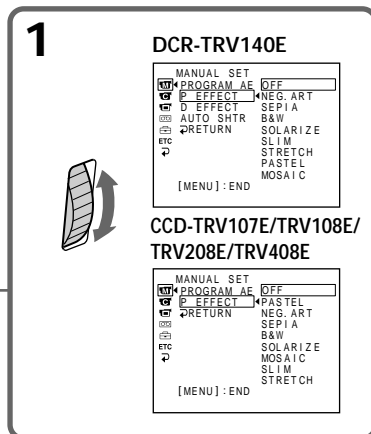 1
DCR-TRV140E
MANUAL SET
PROGRAM AE OFF
P EFFECT NEG. ART
D EFFECT SEPIA
AUTO SHTR B&W
RETURN SOLARIZE
ETC SLIM
STRETCH
PASTEL
MOSAIC
[MENU] : END
CCD-TRV107E/TRV108E/
TRV208E/TRV408E
MANUAL SET
PROGRAM AE OFF
P EFFECT PASTEL
RETURN NEG. ART
SEPIA
B&W
ETC SOLARIZE
MOSAIC
SLIM
STRETCH
[MENU] : END